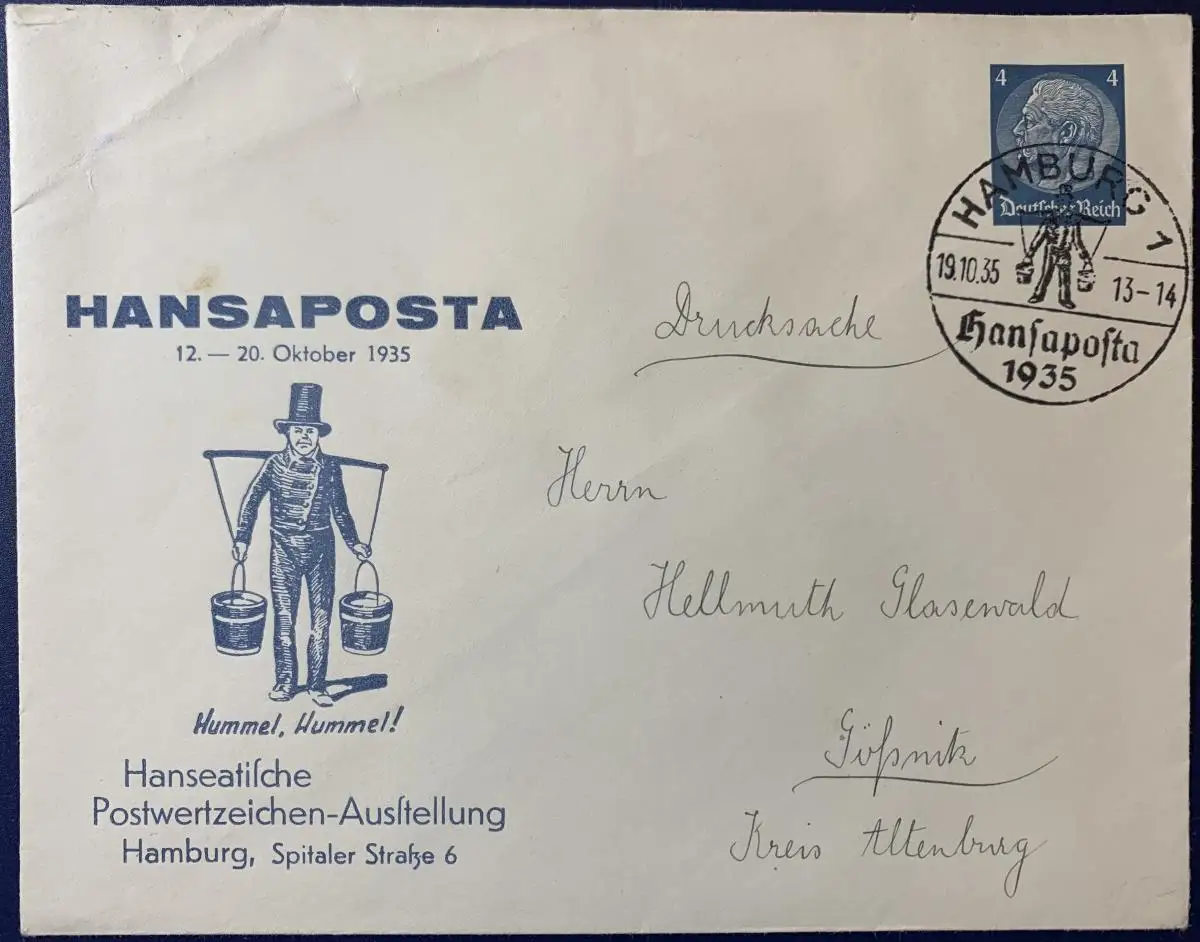 4 4
Deutsches Reich
HAMBURG 1
19.10.35 13-14
Hanſapoſta
1935
HANSAPOSTA
12. — 20. Oktober 1935
Drucksache
Herrn
Hellmuth Glasewald
Gößnitz
Kreis Altenburg
Hummel, Hummel!
Hanseatiſche
Postwertzeichen-Ausſtellung
Hamburg, Spitaler Straße 6